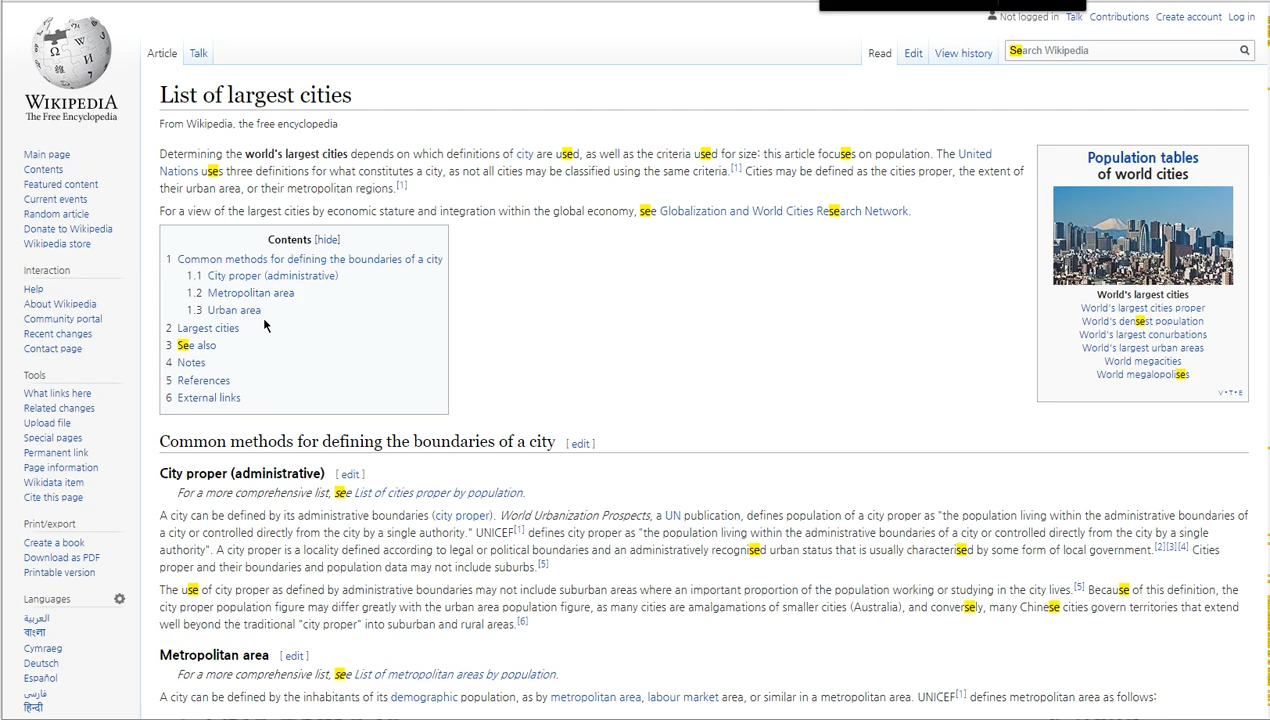 Not logged in Talk Contributions Create account Log in
Article Talk Read Edit View history Search Wikipedia
WIKIPEDIA
The Free Encyclopedia
Main page
Contents
Featured content
Current events
Random article
Donate to Wikipedia
Wikipedia store
Interaction
Help
About Wikipedia
Community portal
Recent changes
Contact page
Tools
What links here
Related changes
Upload file
Special pages
Permanent link
Page information
Wikidata item
Cite this page
Print/export
Create a book
Download as PDF
Printable version
Languages
العربية
বাংলা
Cymraeg
Deutsch
Español
فارسی
हिन्दी
List of largest cities
From Wikipedia, the free encyclopedia
Determining the world's largest cities depends on which definitions of city are used, as well as the criteria used for size: this article focuses on population. The United
Nations uses three definitions for what constitutes a city, as not all cities may be classified using the same criteria.[1] Cities may be defined as the cities proper, the extent of
their urban area, or their metropolitan regions.[1]
For a view of the largest cities by economic stature and integration within the global economy, see Globalization and World Cities Research Network.
Contents [hide]
1 Common methods for defining the boundaries of a city
1.1 City proper (administrative)
1.2 Metropolitan area
1.3 Urban area
2 Largest cities
3 See also
4 Notes
5 References
6 External links
Population tables
of world cities
World's largest cities
World's largest cities proper
World's densest population
World's largest conurbations
World's largest urban areas
World megacities
World megalopolises
V•T•E
Common methods for defining the boundaries of a city [ edit ]
City proper (administrative) [ edit ]
For a more comprehensive list, see List of cities proper by population.
A city can be defined by its administrative boundaries (city proper). World Urbanization Prospects, a UN publication, defines population of a city proper as "the population living within the administrative boundaries of
a city or controlled directly from the city by a single authority." UNICEF[1] defines city proper as "the population living within the administrative boundaries of a city or controlled directly from the city by a single
authority". A city proper is a locality defined according to legal or political boundaries and an administratively recognised urban status that is usually characterised by some form of local government.[2][3][4] Cities
proper and their boundaries and population data may not include suburbs.[5]
The use of city proper as defined by administrative boundaries may not include suburban areas where an important proportion of the population working or studying in the city lives.[5] Because of this definition, the
city proper population figure may differ greatly with the urban area population figure, as many cities are amalgamations of smaller cities (Australia), and conversely, many Chinese cities govern territories that extend
well beyond the traditional "city proper" into suburban and rural areas.[6]
Metropolitan area [ edit ]
For a more comprehensive list, see List of metropolitan areas by population.
A city can be defined by the inhabitants of its demographic population, as by metropolitan area, labour market area, or similar in a metropolitan area. UNICEF[1] defines metropolitan area as follows: